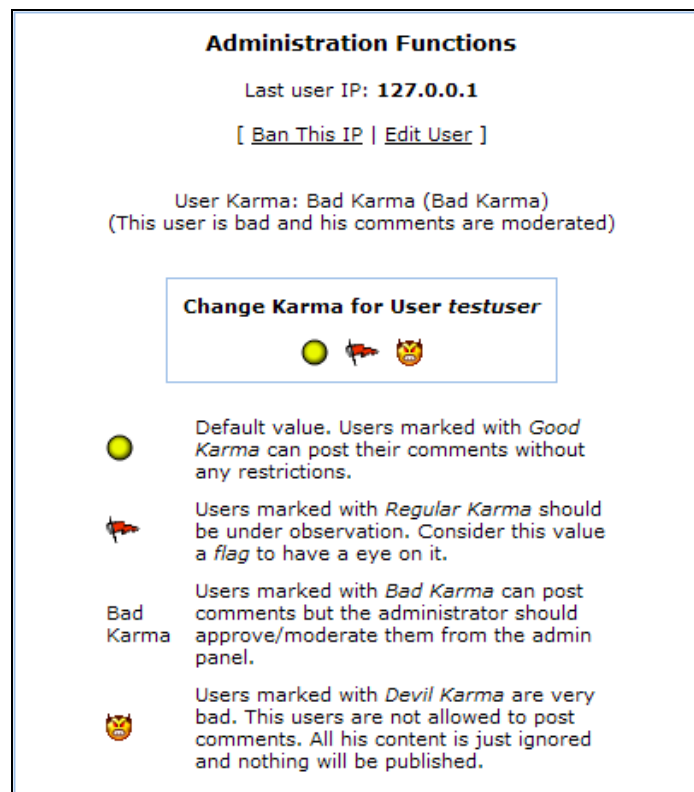 Administration Functions
Last user IP: 127.0.0.1
[ Ban This IP | Edit User ]
User Karma: Bad Karma (Bad Karma)
(This user is bad and his comments are moderated)
Change Karma for User testuser
Default value. Users marked with Good
Karma can post their comments without
any restrictions.
Users marked with Regular Karma should
be under observation. Consider this value
a flag to have a eye on it.
Bad
Karma
Users marked with Bad Karma can post
comments but the administrator should
approve/moderate them from the admin
panel.
Users marked with Devil Karma are very
bad. This users are not allowed to post
comments. All his content is just ignored
and nothing will be published.